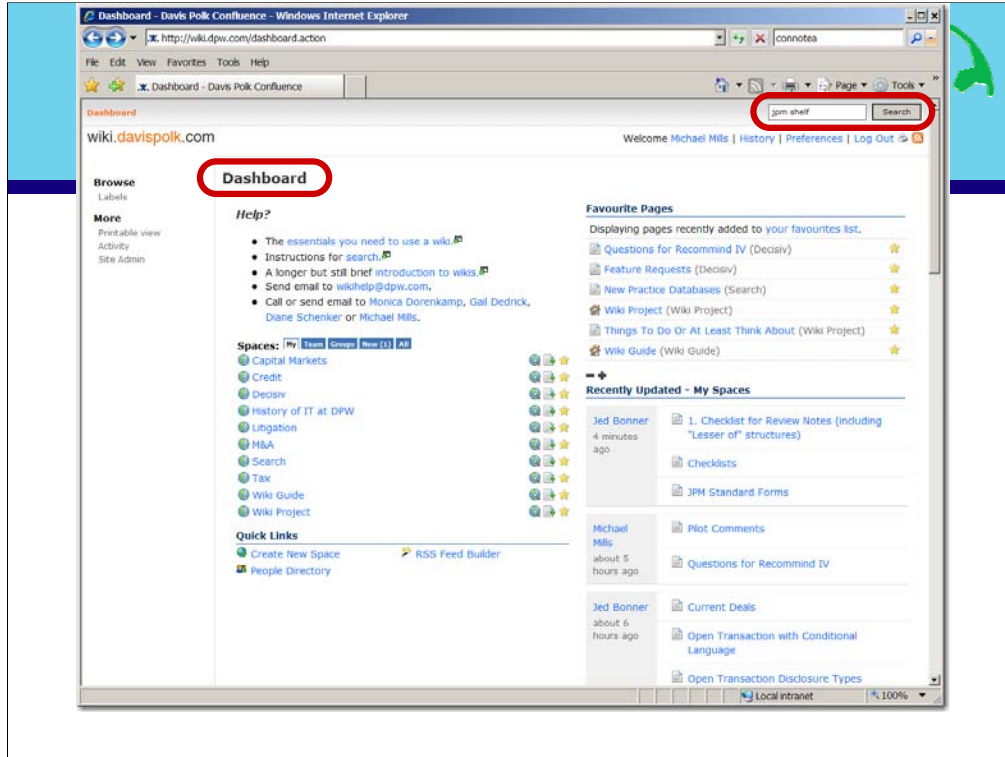 Dashboard - Davis Polk Confluence - Windows Internet Explorer
http://wiki.dpw.com/dashboard.action
connotea
File Edit View Favorites Tools Help
Dashboard - Davis Polk Confluence
Page Tools
Dashboard
jpm shelf Search
wiki.davispolk.com
Welcome Michael Mills | History | Preferences | Log Out
Browse
Labels
More
Printable view
Activity
Site Admin
Dashboard
Help?
• The essentials you need to use a wiki.
• Instructions for search.
• A longer but still brief introduction to wikis.
• Send email to wikihelp@dpw.com.
• Call or send email to Monica Dorenkamp, Gail Dedrick,
Diane Schenker or Michael Mills.
Spaces: My Team Groups New (1) All
Capital Markets
Credit
Decisiv
History of IT at DPW
Litigation
M&A
Search
Tax
Wiki Guide
Wiki Project
Quick Links
Create New Space
RSS Feed Builder
People Directory
Favourite Pages
Displaying pages recently added to your favourites list.
Questions for Recommind IV (Decisiv)
Feature Requests (Decisiv)
New Practice Databases (Search)
Wiki Project (Wiki Project)
Things To Do Or At Least Think About (Wiki Project)
Wiki Guide (Wiki Guide)
Recently Updated - My Spaces
Jed Bonner
4 minutes
ago
1. Checklist for Review Notes (including
"Lesser of" structures)
Checklists
JPM Standard Forms
Michael
Mills
about 5
hours ago
Pilot Comments
Questions for Recommind IV
Jed Bonner
about 6
hours ago
Current Deals
Open Transaction with Conditional
Language
Open Transaction Disclosure Types
Local intranet
100%